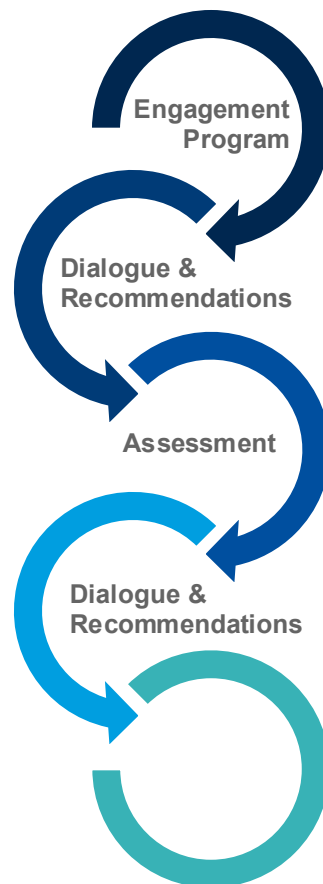 Engagement
Program
Dialogue &
Recommendations
Assessment
Dialogue &
Recommendations